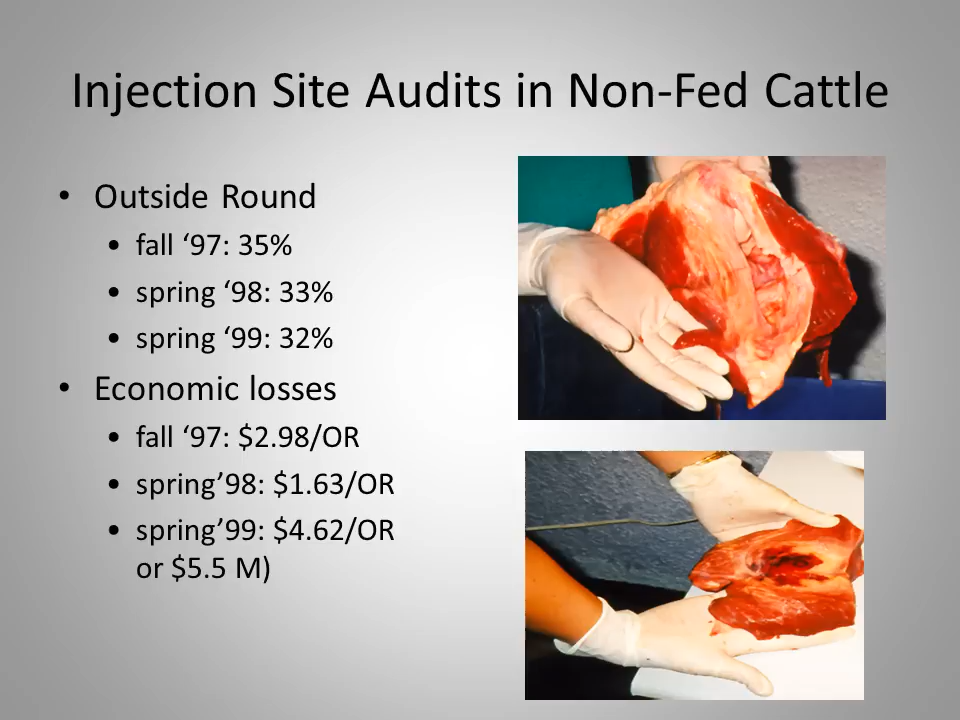 Injection Site Audits in Non-Fed Cattle
• Outside Round
• fall ‘97: 35%
• spring ‘98: 33%
• spring ‘99: 32%
• Economic losses
• fall ‘97: $2.98/OR
• spring’98: $1.63/OR
• spring’99: $4.62/OR
or $5.5 M)